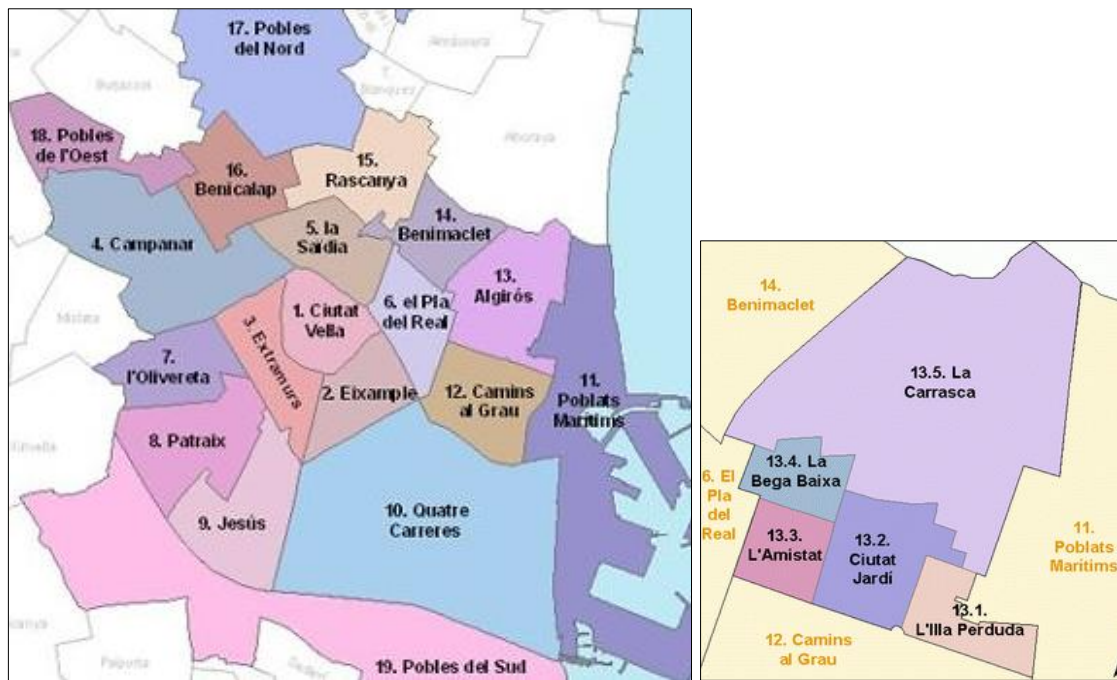 17. Pobles
del Nord
Alboraya
18. Pobles
de l'Oest
16.
Benicalap
15.
Rascanya
14.
Benimaclet
5. la
Saïdia
4. Campanar
13.
Algirós
6. el Pla
del Real
1. Ciutat
Vella
3. Extramurs
Mislata
7.
l'Olivereta
2. Eixample
12. Camins
al Grau
11.
Poblats
Marítims
8. Patraix
9. Jesús
10. Quatre
Carreres
19. Pobles del Sud
14.
Benimaclet
13.5. La
Carrasca
13.4. La
Bega Baixa
6. El
Pla
del
Real
13.3.
L'Amistat
13.2.
Ciutat
Jardí
11.
Poblats
Marítims
13.1.
L'Illa Perduda
12. Camins
al Grau